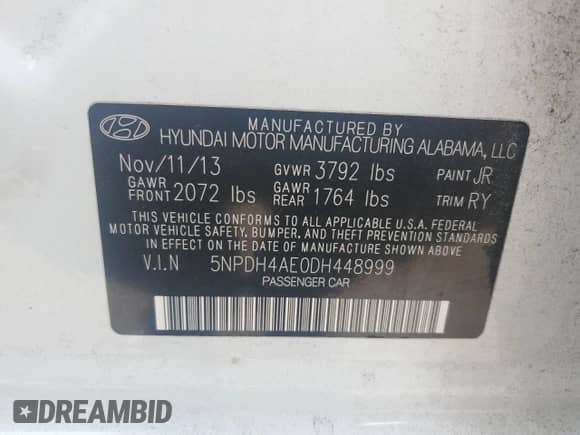 MANUFACTURED BY
HYUNDAI MOTOR MANUFACTURING ALABAMA, LLC
Nov/11/13 GVWR 3792 lbs PAINT JR
GAWR FRONT 2072 lbs GAWR REAR 1764 lbs TRIM RY
THIS VEHICLE CONFORMS TO ALL APPLICABLE U.S.A. FEDERAL
MOTOR VEHICLE SAFETY, BUMPER, AND THEFT PREVENTION STANDARDS
IN EFFECT ON THE DATE OF MANUFACTURE SHOWN ABOVE
V.I.N 5NPDH4AE0DH448999
PASSENGER CAR
DREAMBID